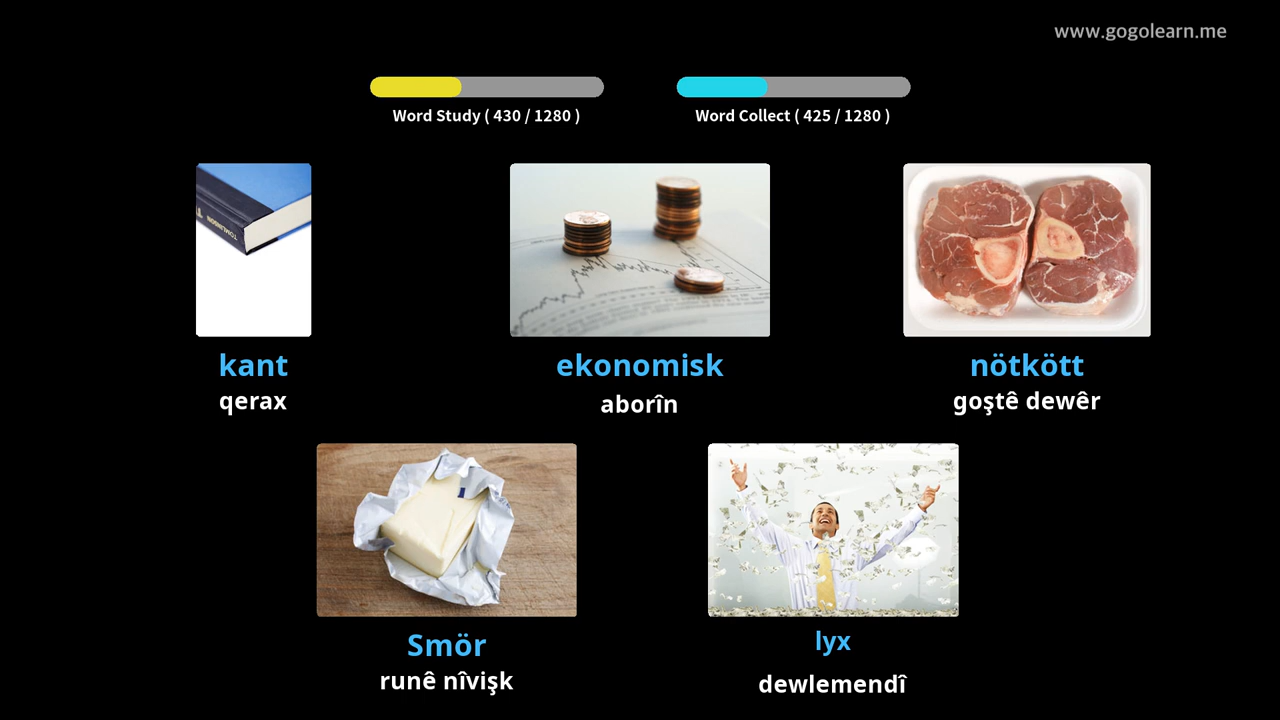 www.gogolearn.me
Word Study ( 430 / 1280 )
Word Collect ( 425 / 1280 )
TOMLINSON
kant
qerax
ekonomisk
aborîn
nötkött
goştê dewêr
Smör
runê nîvişk
lyx
dewlemendî